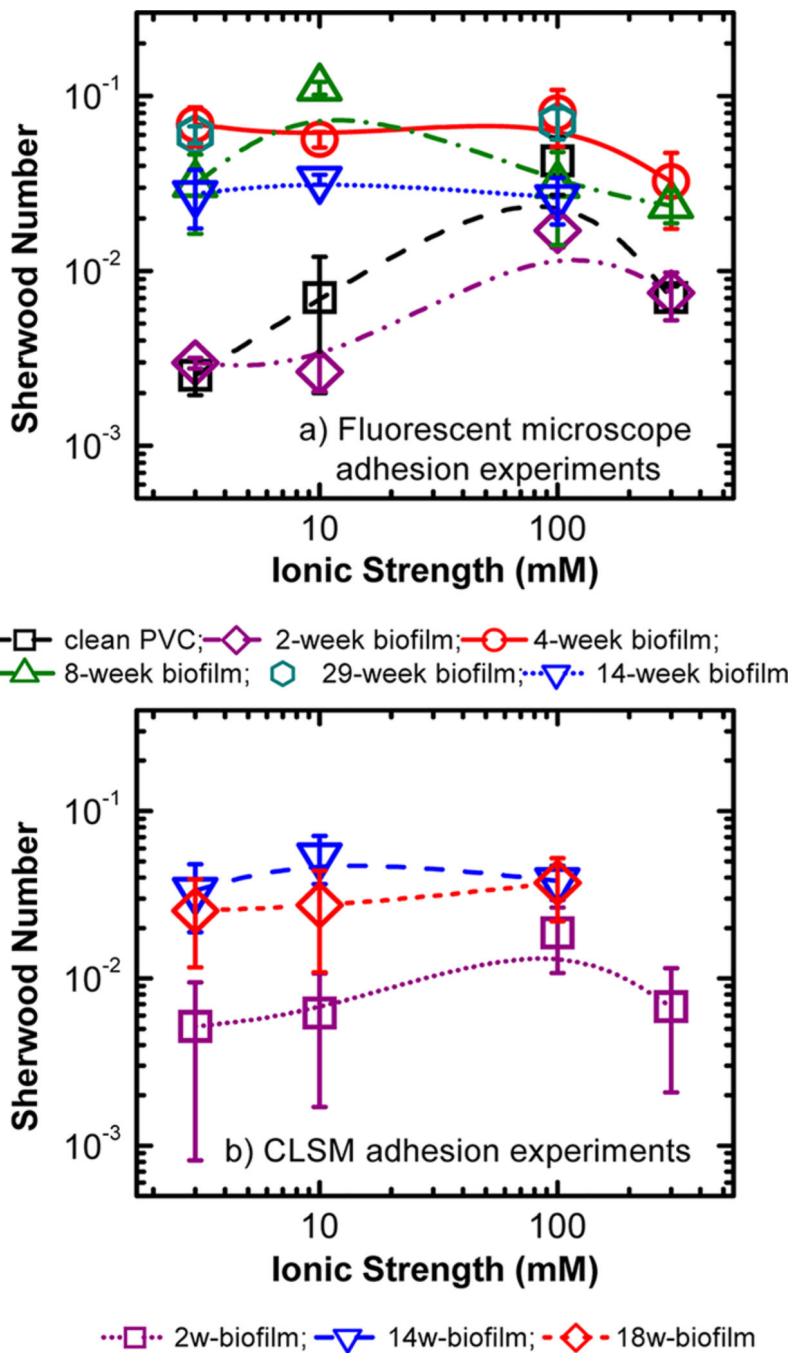 10⁻¹
10⁻²
10⁻³
Sherwood Number
a) Fluorescent microscope
adhesion experiments
10 100
Ionic Strength (mM)
clean PVC; 2-week biofilm; 4-week biofilm;
8-week biofilm; 29-week biofilm; 14-week biofilm
10⁻¹
10⁻²
10⁻³
Sherwood Number
b) CLSM adhesion experiments
10 100
Ionic Strength (mM)
2w-biofilm; 14w-biofilm; 18w-biofilm